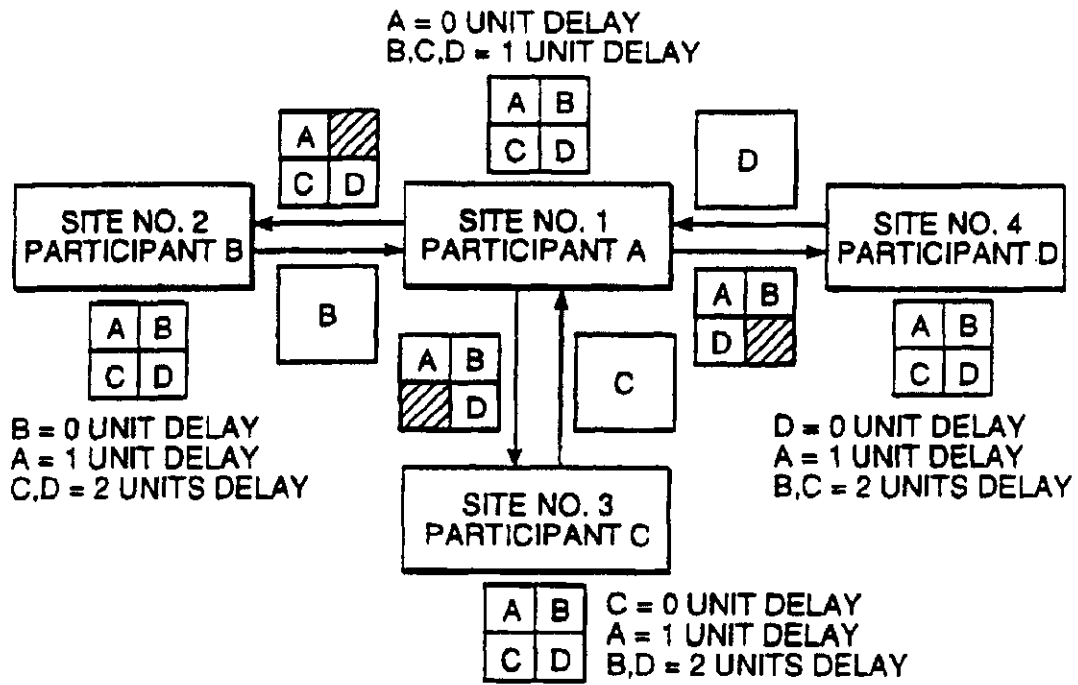 A = 0 UNIT DELAY
B,C,D = 1 UNIT DELAY
A B
C D
A
C D
D
SITE NO. 2
PARTICIPANT B
SITE NO. 1
PARTICIPANT A
SITE NO. 4
PARTICIPANT D
A B
C D
B
A B
D
C
A B
D
A B
C D
B = 0 UNIT DELAY
A = 1 UNIT DELAY
C,D = 2 UNITS DELAY
D = 0 UNIT DELAY
A = 1 UNIT DELAY
B,C = 2 UNITS DELAY
SITE NO. 3
PARTICIPANT C
A B
C D
C = 0 UNIT DELAY
A = 1 UNIT DELAY
B,D = 2 UNITS DELAY